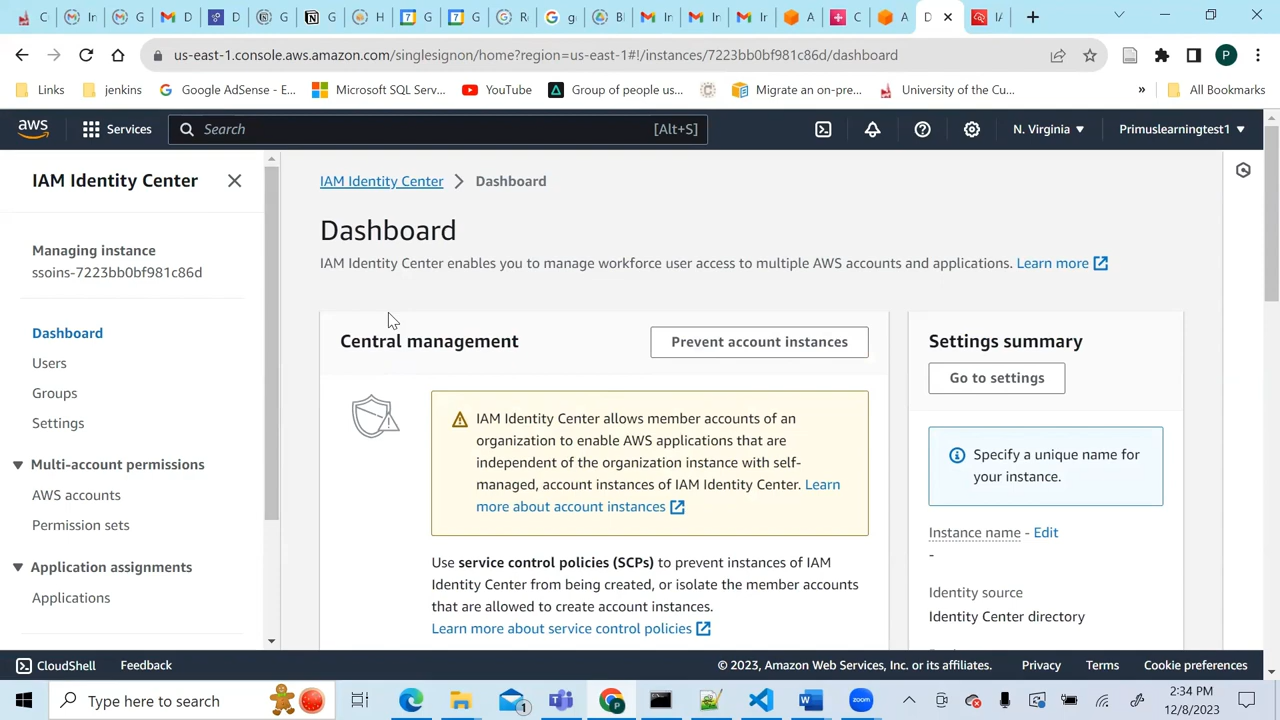 us-east-1.console.aws.amazon.com/singlesignon/home?region=us-east-1#!/instances/7223bb0bf981c86d/dashboard
P
Links
jenkins
Google AdSense - E...
Microsoft SQL Serv...
YouTube
Group of people us...
Migrate an on-pre...
University of the Cu...
»
All Bookmarks
aws
Services
Search
[Alt+S]
N. Virginia
Primuslearningtest1
IAM Identity Center
Managing instance
ssoins-7223bb0bf981c86d
Dashboard
Users
Groups
Settings
Multi-account permissions
AWS accounts
Permission sets
Application assignments
Applications
IAM Identity Center > Dashboard
Dashboard
IAM Identity Center enables you to manage workforce user access to multiple AWS accounts and applications. Learn more
Central management
Prevent account instances
IAM Identity Center allows member accounts of an
organization to enable AWS applications that are
independent of the organization instance with self-
managed, account instances of IAM Identity Center. Learn
more about account instances
Use service control policies (SCPs) to prevent instances of IAM
Identity Center from being created, or isolate the member accounts
that are allowed to create account instances.
Learn more about service control policies
Settings summary
Go to settings
Specify a unique name for
your instance.
Instance name - Edit
-
Identity source
Identity Center directory
CloudShell
Feedback
© 2023, Amazon Web Services, Inc. or its affiliates.
Privacy
Terms
Cookie preferences
Type here to search
1
zoom
2:34 PM
12/8/2023